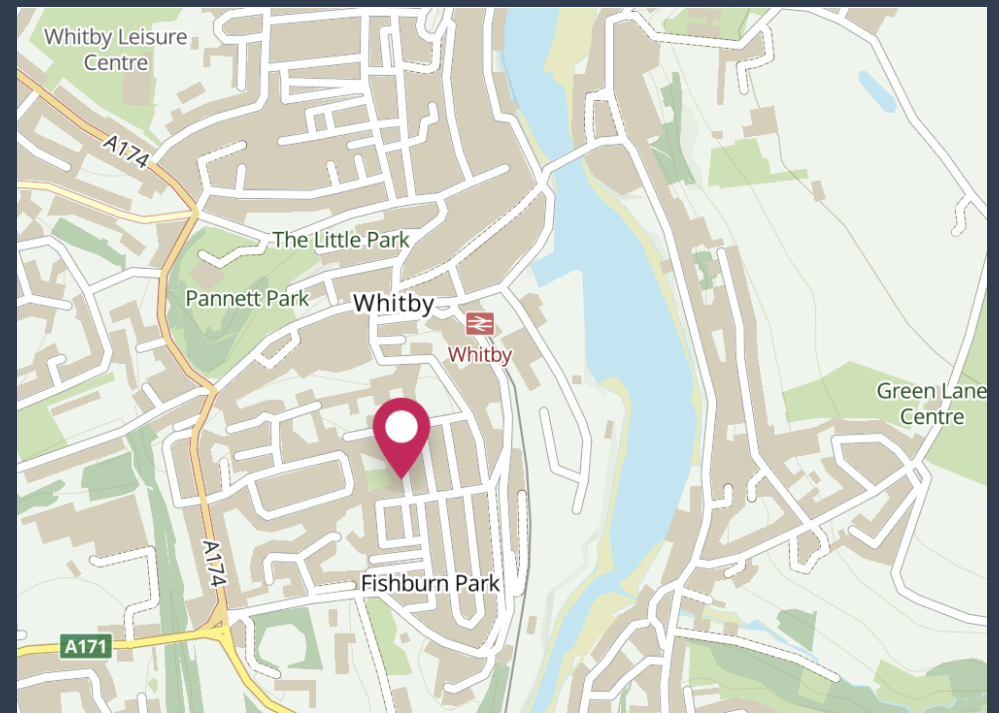 Whitby Leisure
Centre
A174
The Little Park
Pannett Park
Whitby
Whitby
Green Lane
Centre
A174
Fishburn Park
A171